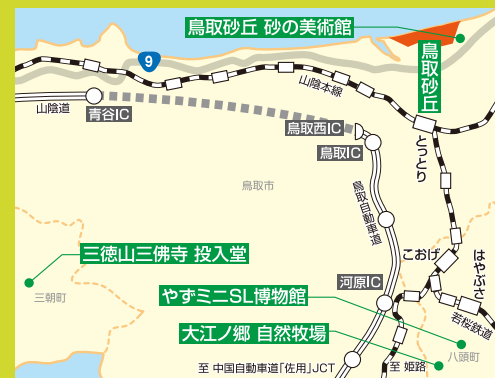 鳥取砂丘 砂の美術館
鳥取砂丘
9
山陰本線
山陰道
青谷IC
鳥取西IC
鳥取IC
とっとり
鳥取市
鳥取自動車道
三徳山三佛寺 投入堂
こおげ
はやぶさ
三朝町
河原IC
やずミニSL博物館
若桜鉄道
大江ノ郷 自然牧場
八頭町
至 中国自動車道「佐用」JCT
至 姫路